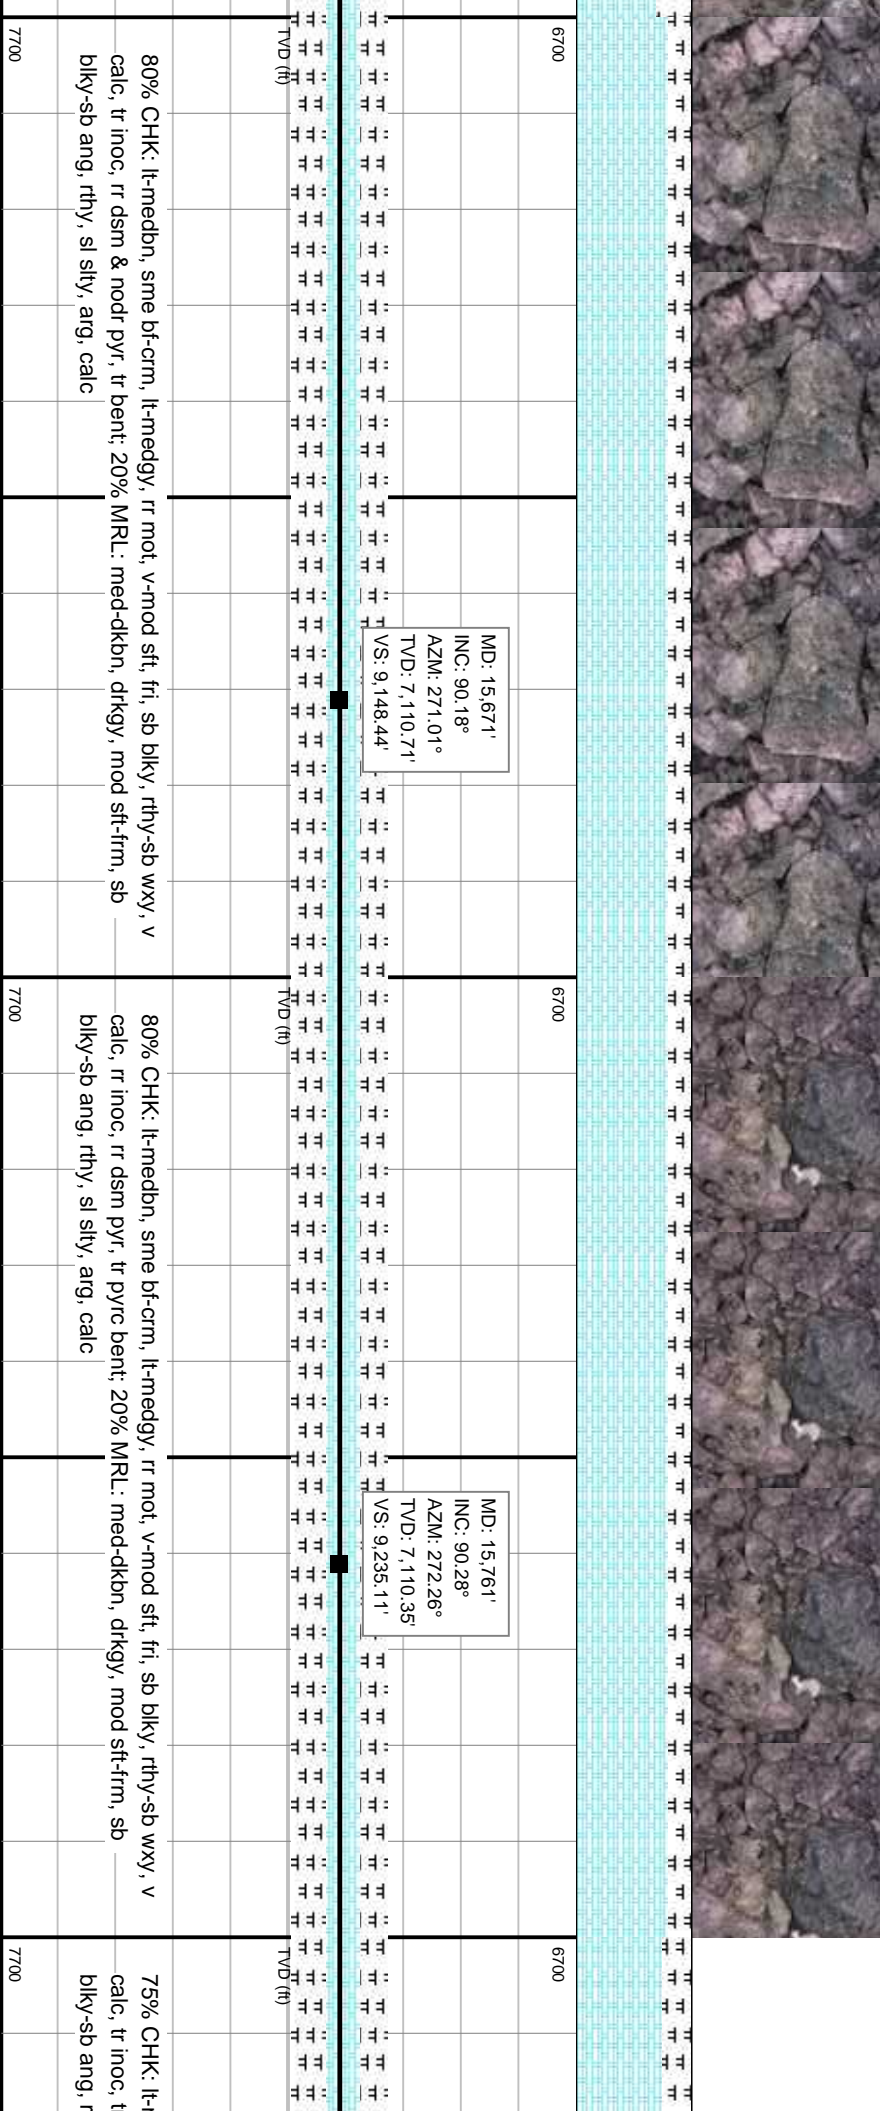 6700
TVD (ft)
7700
80% CHK: lt-medbn, sme bf-crm, lt-medgy, rr mot, v-mod sft, fri, sb blky, rthy-sb wxy, v
calc, tr inoc, rr dsm & nodr pyr, tr bent; 20% MRL: med-dkbn, drkgy, mod sft-frm, sb
blky-sb ang, rthy, sl slty, arg, calc
MD: 15,671'
INC: 90.18°
AZM: 271.01°
TVD: 7,110.71'
VS: 9,148.44'
6700
TVD (ft)
7700
80% CHK: lt-medbn, sme bf-crm, lt-medgy, rr mot, v-mod sft, fri, sb blky, rthy-sb wxy, v
calc, rr inoc, rr dsm pyr, tr pyrc bent; 20% MRL: med-dkbn, drkgy, mod sft-frm, sb
blky-sb ang, rthy, sl slty, arg, calc
MD: 15,761'
INC: 90.28°
AZM: 272.26°
TVD: 7,110.35'
VS: 9,235.11'
6700
TVD (ft)
7700
75% CHK:
calc, tr inoc,
blky-sb ang,